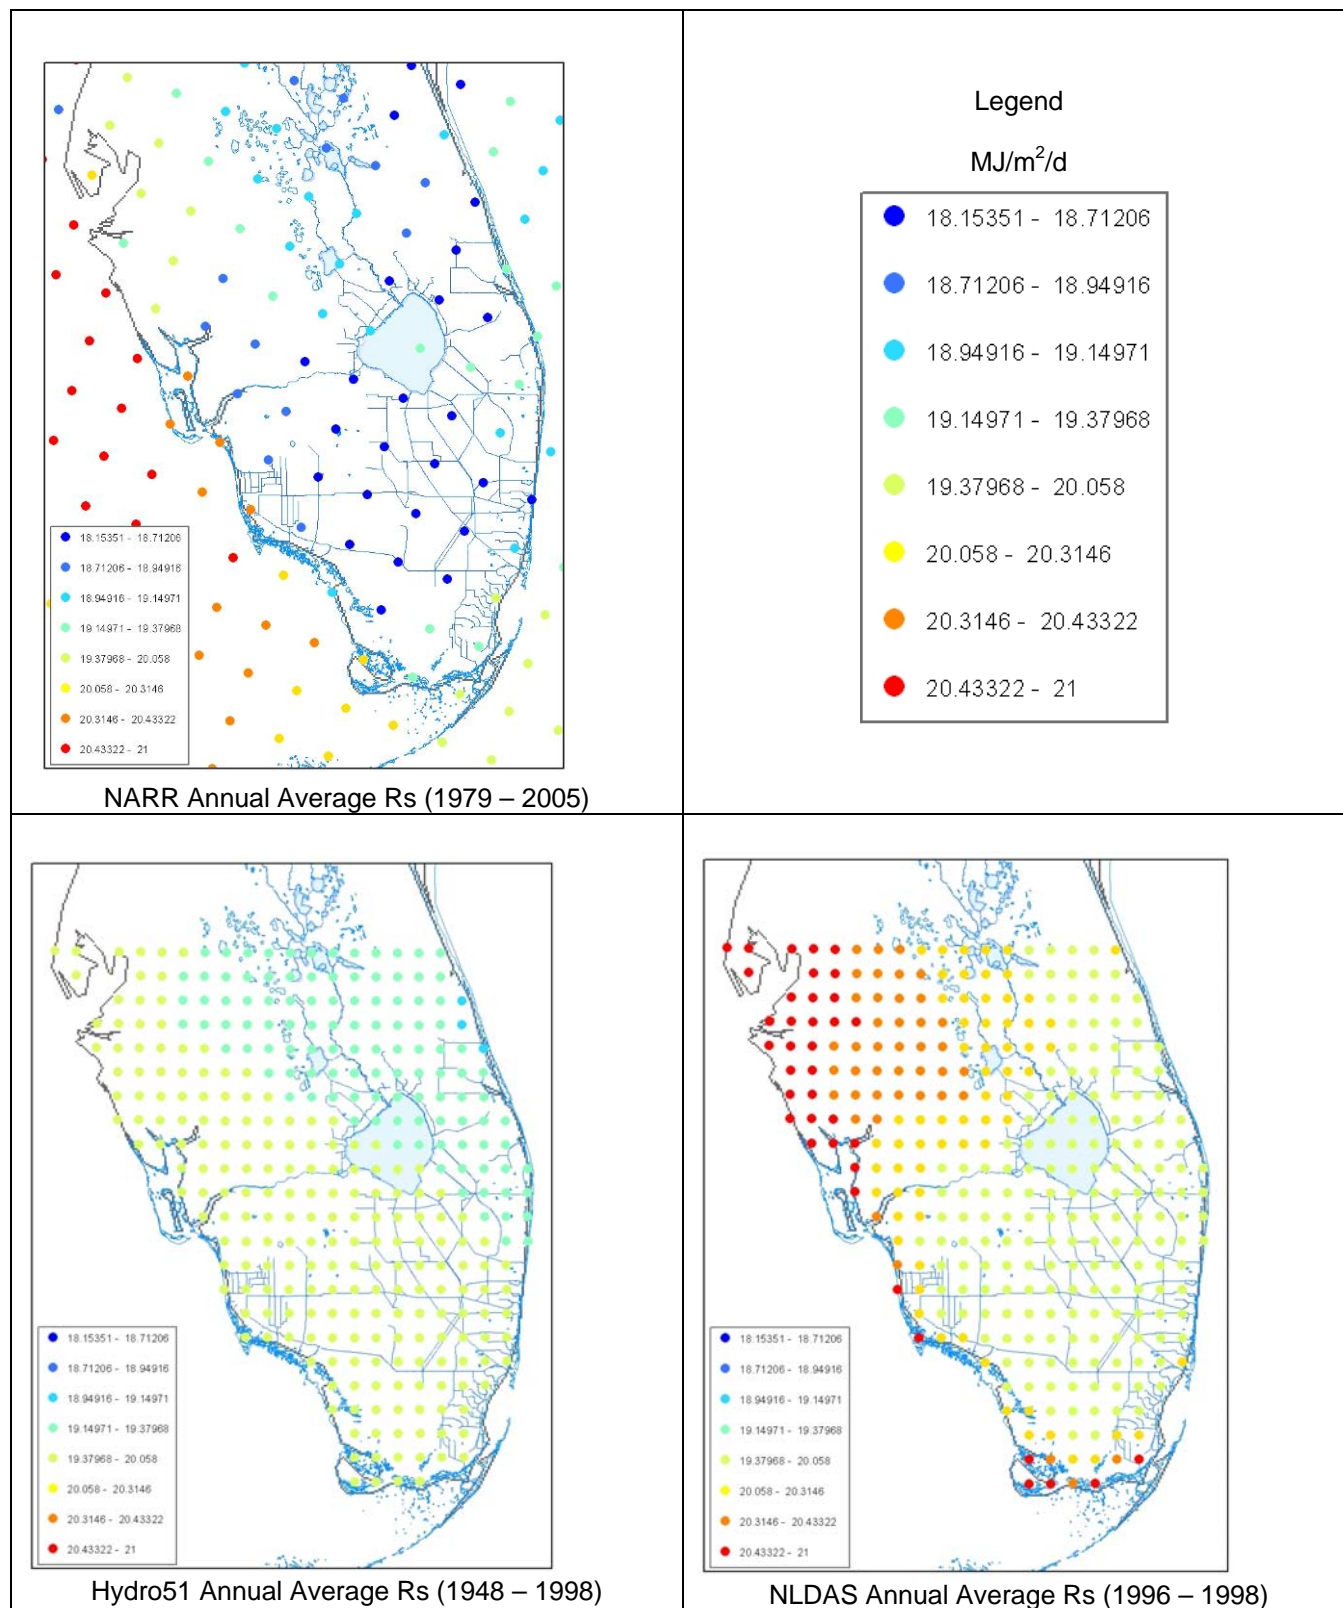 18.15351 - 18.71206
18.71206 - 18.94916
18.94916 - 19.14971
19.14971 - 19.37968
19.37968 - 20.058
20.058 - 20.3146
20.3146 - 20.43322
20.43322 - 21
NARR Annual Average Rs (1979 – 2005)
Legend
MJ/m²/d
18.15351 - 18.71206
18.71206 - 18.94916
18.94916 - 19.14971
19.14971 - 19.37968
19.37968 - 20.058
20.058 - 20.3146
20.3146 - 20.43322
20.43322 - 21
18.15351 - 18.71206
18.71206 - 18.94916
18.94916 - 19.14971
19.14971 - 19.37968
19.37968 - 20.058
20.058 - 20.3146
20.3146 - 20.43322
20.43322 - 21
Hydro51 Annual Average Rs (1948 – 1998)
18.15351 - 18.71206
18.71206 - 18.94916
18.94916 - 19.14971
19.14971 - 19.37968
19.37968 - 20.058
20.058 - 20.3146
20.3146 - 20.43322
20.43322 - 21
NLDAS Annual Average Rs (1996 – 1998)